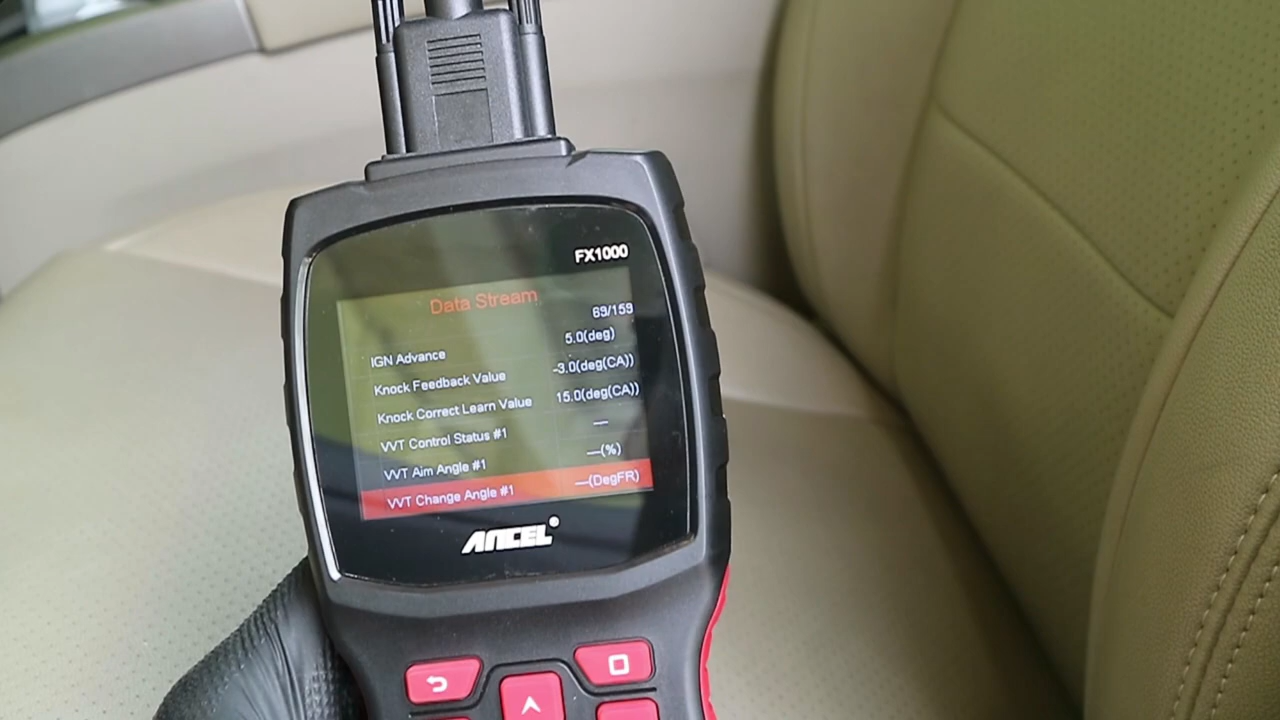 FX1000
Data Stream
69/159
IGN Advance 5.0(deg)
Knock Feedback Value -3.0(deg(CA))
Knock Correct Learn Value 15.0(deg(CA))
VVT Control Status #1 —
VVT Aim Angle #1 —(%)
VVT Change Angle #1 —(DegFR)
ANCEL®